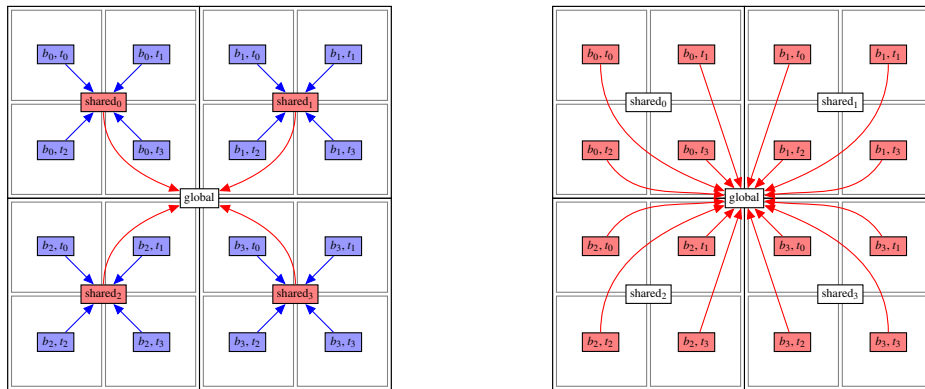 b₀, t₀ b₀, t₁ b₁, t₀ b₁, t₁
shared₀ shared₁
b₀, t₂ b₀, t₃ b₁, t₂ b₁, t₃
global
b₂, t₀ b₂, t₁ b₃, t₀ b₃, t₁
shared₂ shared₃
b₂, t₂ b₂, t₃ b₃, t₂ b₃, t₃
b₀, t₀ b₀, t₁ b₁, t₀ b₁, t₁
shared₀ shared₁
b₀, t₂ b₀, t₃ b₁, t₂ b₁, t₃
global
b₂, t₀ b₂, t₁ b₃, t₀ b₃, t₁
shared₂ shared₃
b₂, t₂ b₂, t₃ b₃, t₂ b₃, t₃